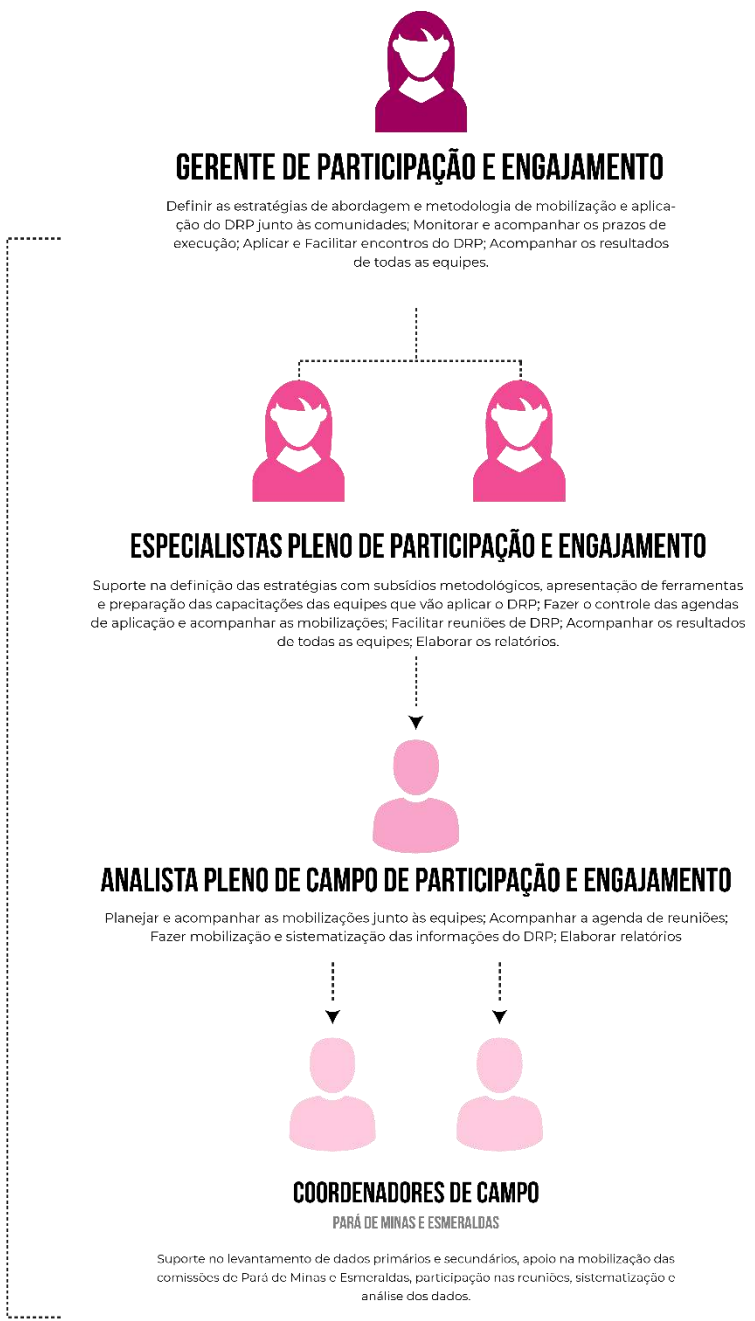 GERENTE DE PARTICIPAÇÃO E ENGAJAMENTO
Definir as estratégias de abordagem e metodologia de mobilização e aplica-
ção do DRP junto às comunidades; Monitorar e acompanhar os prazos de
execução; Aplicar e Facilitar encontros do DRP; Acompanhar os resultados
de todas as equipes.
ESPECIALISTAS PLENO DE PARTICIPAÇÃO E ENGAJAMENTO
Suporte na definição das estratégias com subsídios metodológicos, apresentação de ferramentas
e preparação das capacitações das equipes que vão aplicar o DRP; Fazer o controle das agendas
de aplicação e acompanhar as mobilizações; Facilitar reuniões de DRP; Acompanhar os resultados
de todas as equipes; Elaborar os relatórios.
ANALISTA PLENO DE CAMPO DE PARTICIPAÇÃO E ENGAJAMENTO
Planejar e acompanhar as mobilizações junto às equipes; Acompanhar a agenda de reuniões;
Fazer mobilização e sistematização das informações do DRP; Elaborar relatórios
COORDENADORES DE CAMPO
PARÁ DE MINAS E ESMERALDAS
Suporte no levantamento de dados primários e secundários, apoio na mobilização das
comissões de Pará de Minas e Esmeraldas, participação nas reuniões, sistematização e
análise dos dados.